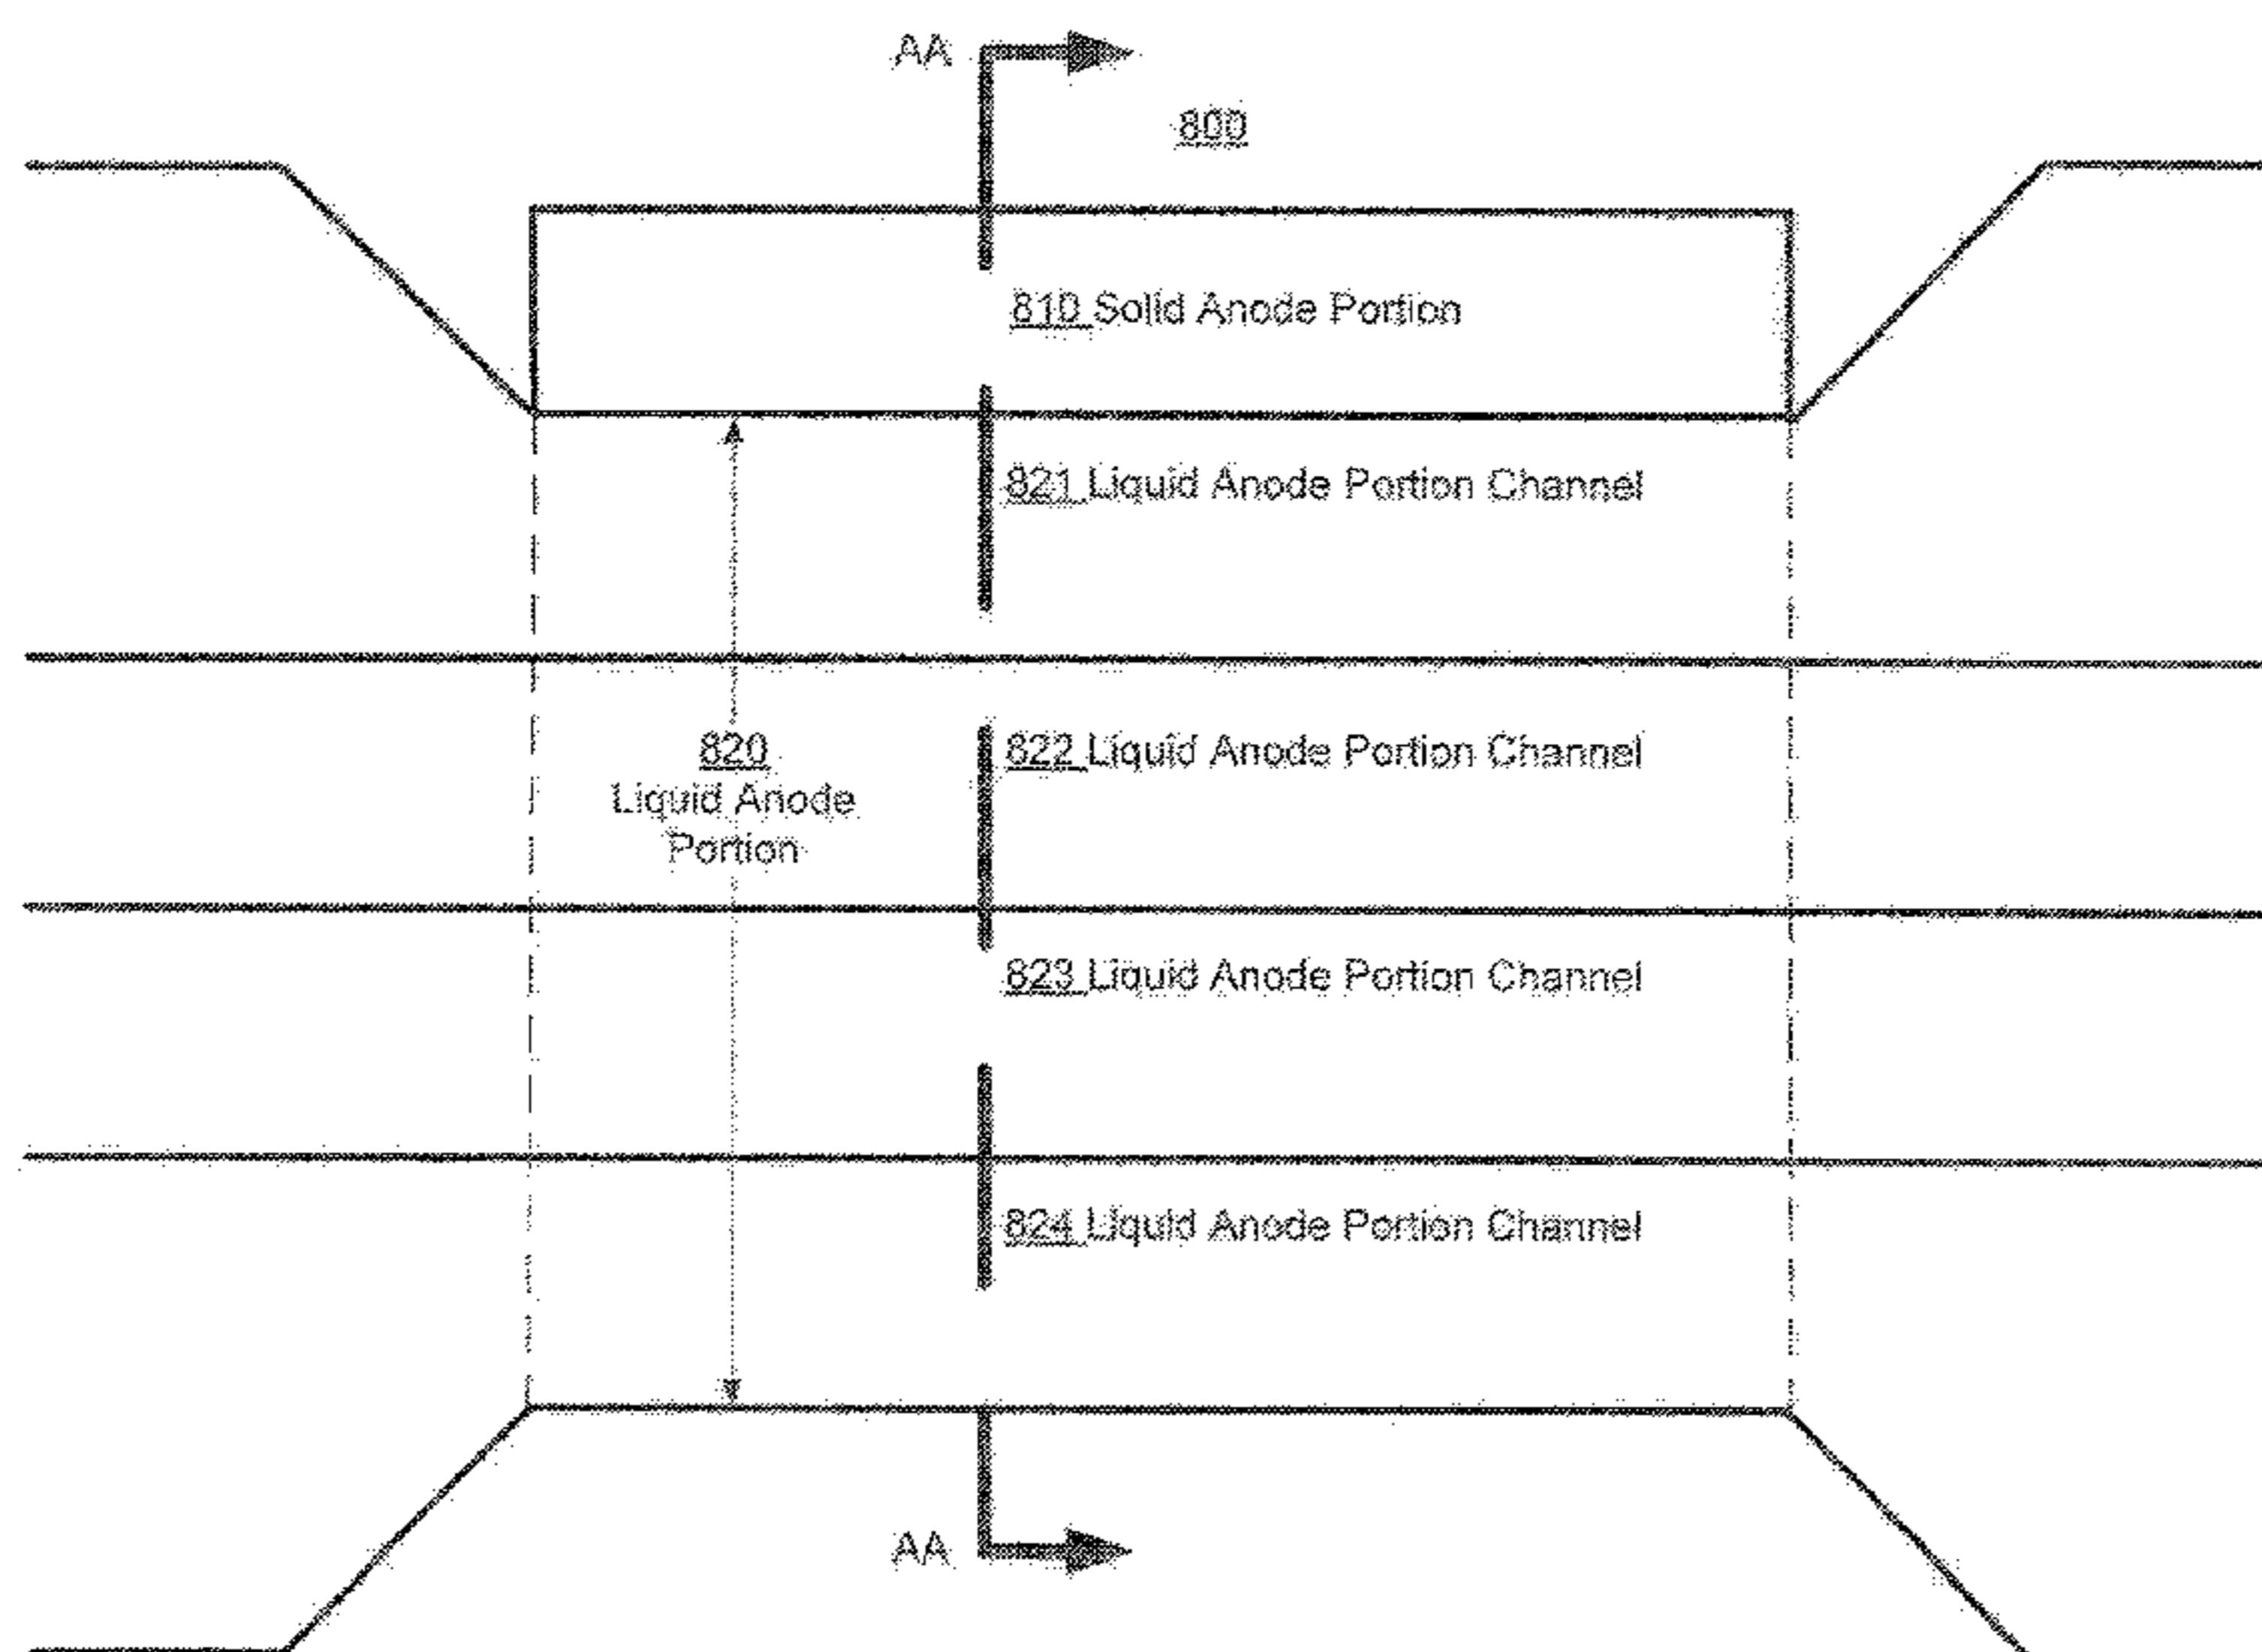 AA
800
810 Solid Anode Portion
821 Liquid Anode Portion Channel
820
Liquid Anode
Portion
822 Liquid Anode Portion Channel
823 Liquid Anode Portion Channel
824 Liquid Anode Portion Channel
AA